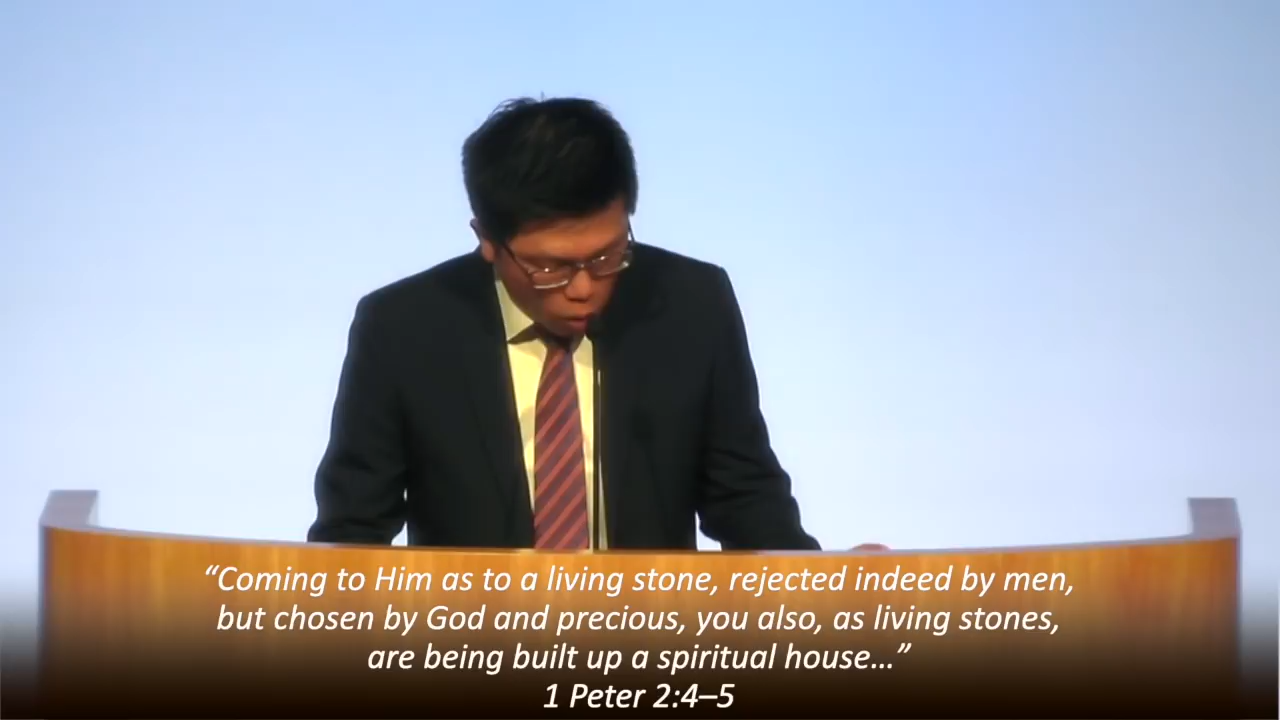 “Coming to Him as to a living stone, rejected indeed by men,
but chosen by God and precious, you also, as living stones,
are being built up a spiritual house…”
1 Peter 2:4–5